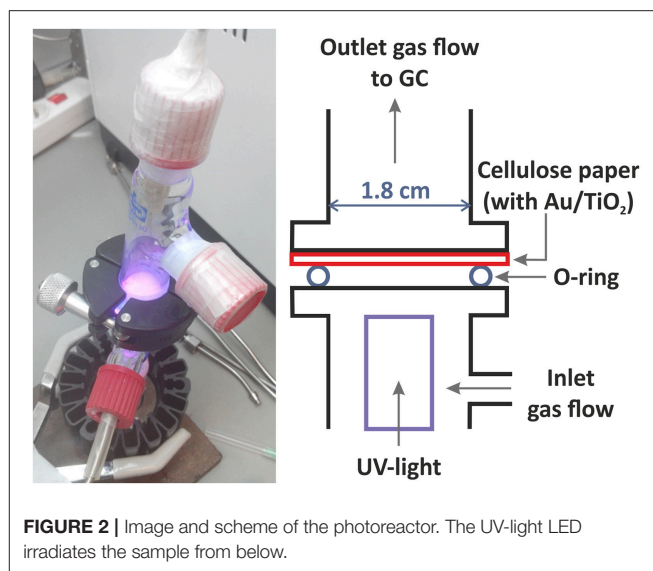 Outlet gas flow
to GC
1.8 cm
Cellulose paper
(with Au/TiO₂)
O-ring
Inlet
gas flow
UV-light
FIGURE 2 | Image and scheme of the photoreactor. The UV-light LED
irradiates the sample from below.